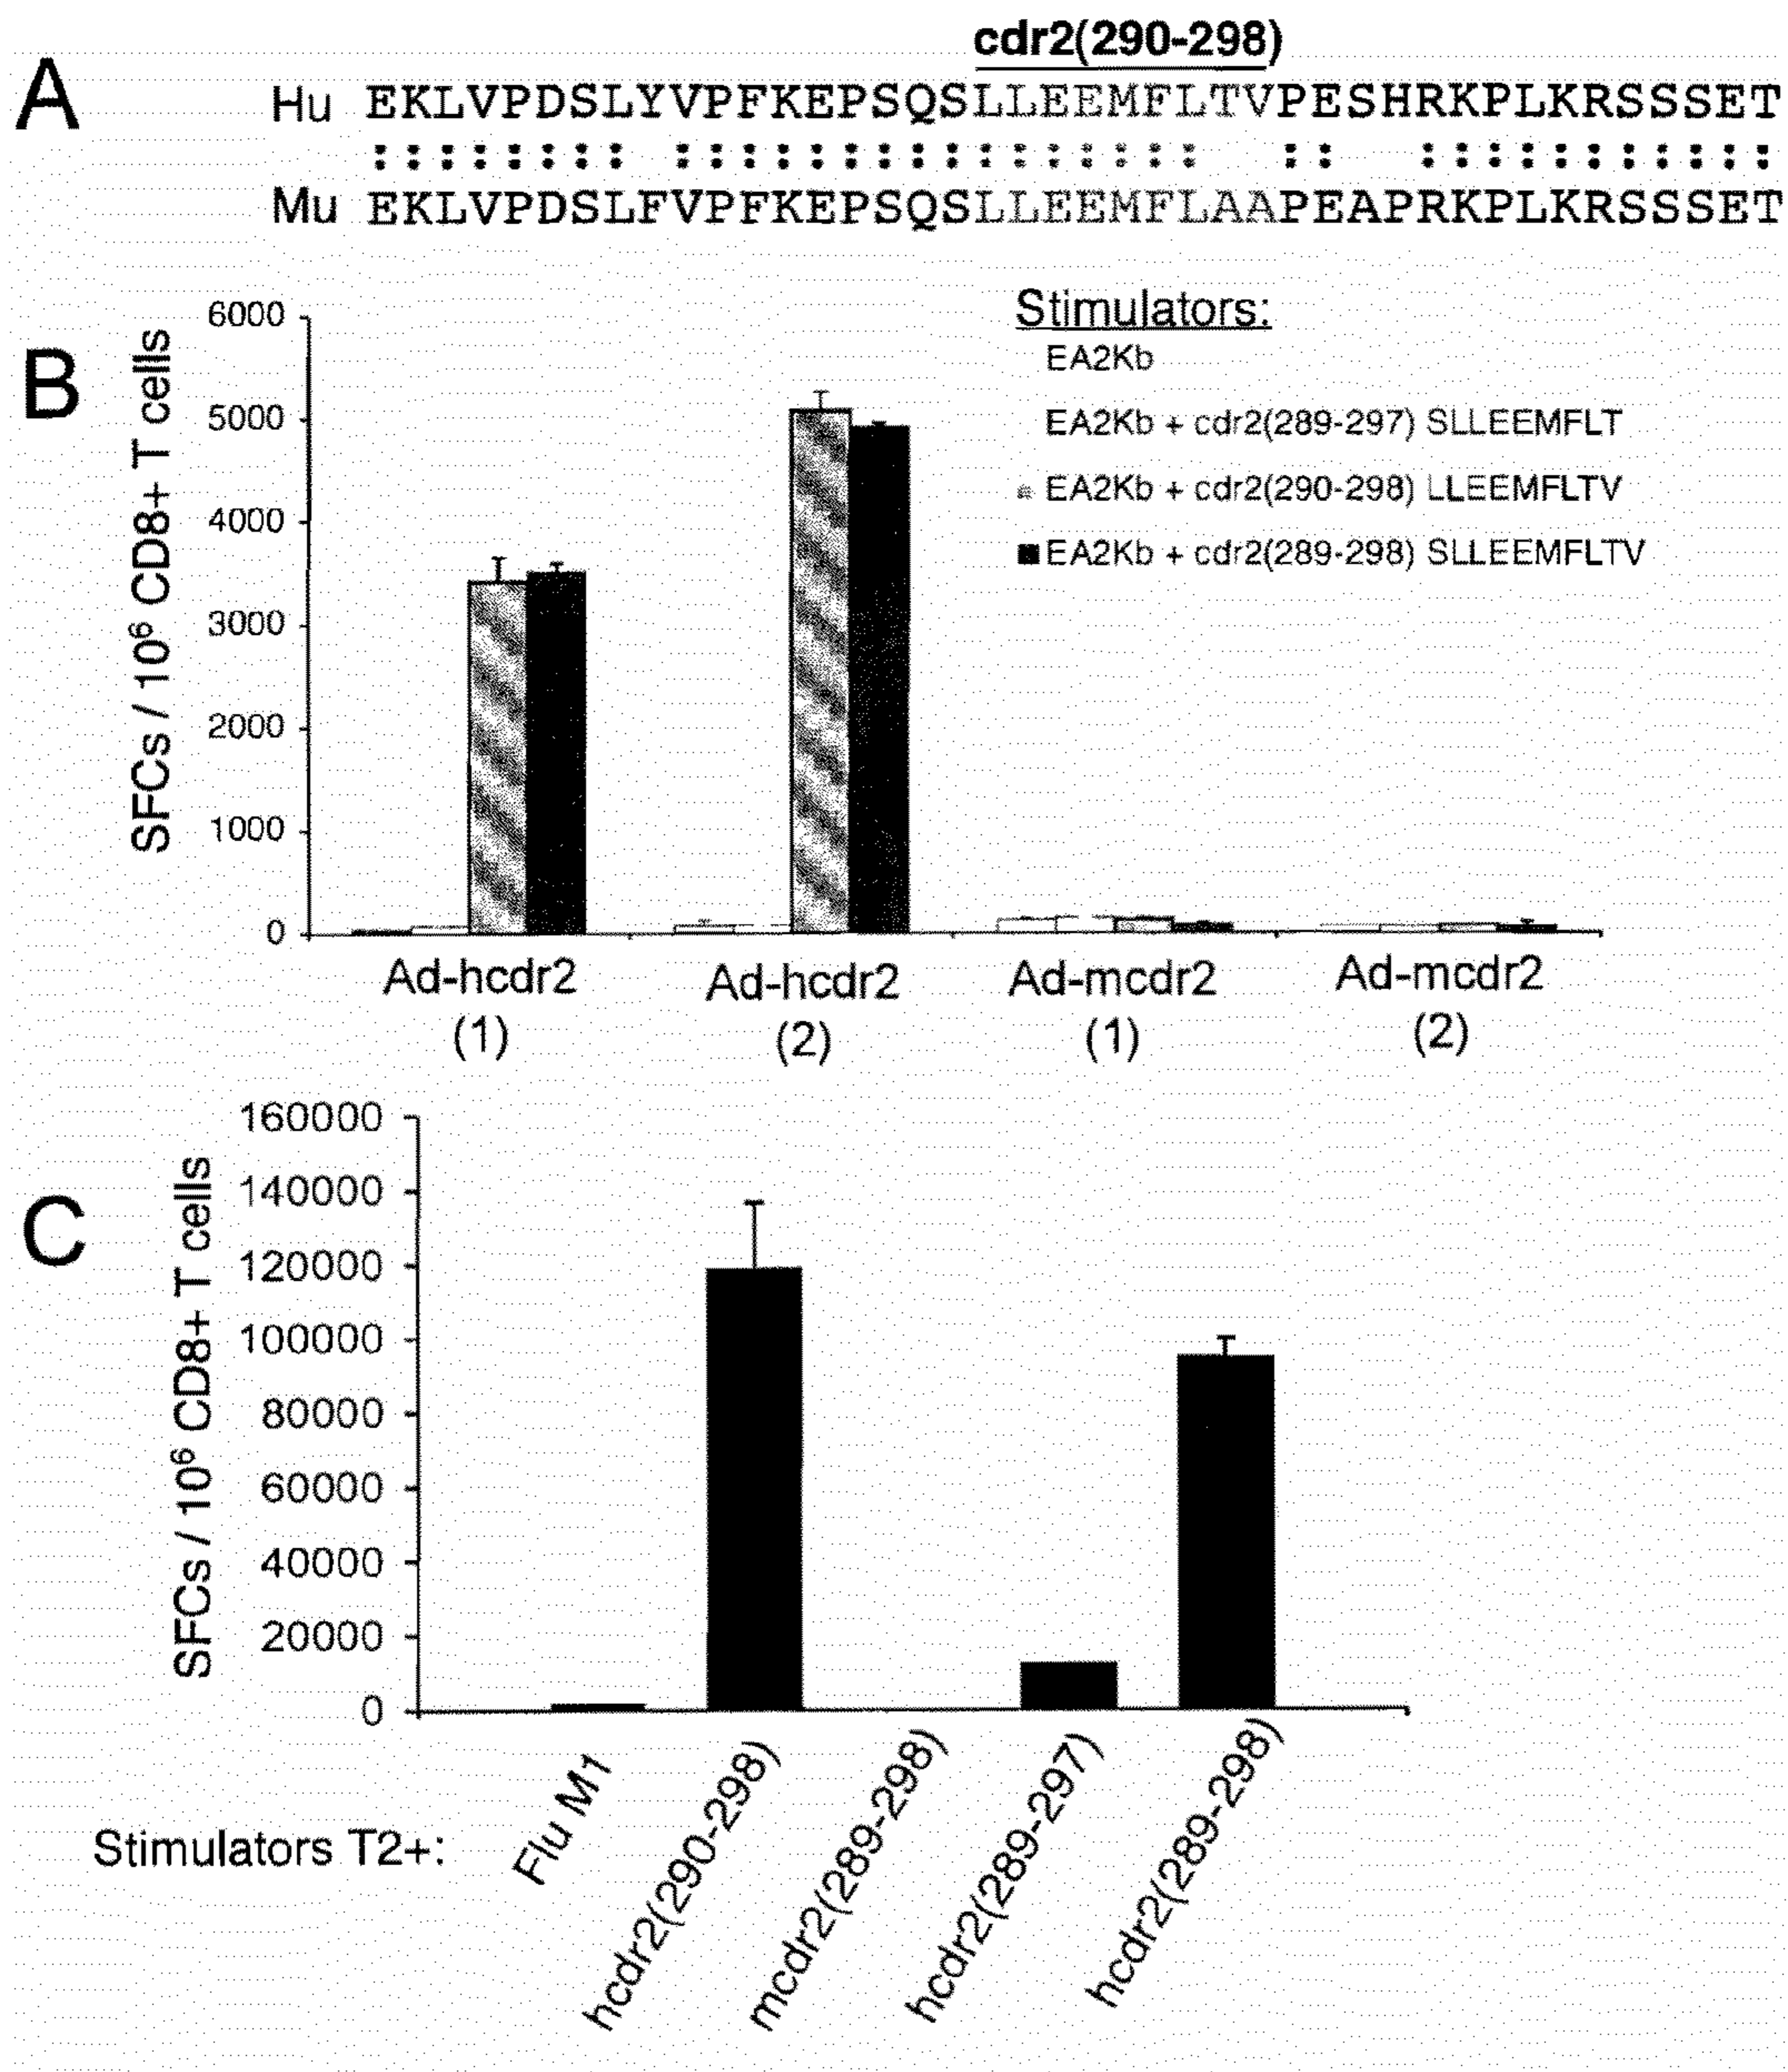 A
cdr2(290-298)
Hu EKLVPDSLYVPFKEPSQSLLEEMFLTVPESHRKPLKRSSSET
:::::::: ::::::::::::::::  ::  :::::::::::
Mu EKLVPDSLFVPFKEPSQSLLEEMFLAAPEAPRKPLKRSSSET
B
SFCs / 10⁶ CD8+ T cells
6000
5000
4000
3000
2000
1000
0
Stimulators:
EA2Kb
EA2Kb + cdr2(289-297) SLLEEMFLT
EA2Kb + cdr2(290-298) LLEEMFLTV
EA2Kb + cdr2(289-298) SLLEEMFLTV
Ad-hcdr2
(1)
Ad-hcdr2
(2)
Ad-mcdr2
(1)
Ad-mcdr2
(2)
C
SFCs / 10⁶ CD8+ T cells
160000
140000
120000
100000
80000
60000
40000
20000
0
Stimulators T2+:
Flu M1
hcdr2(290-298)
mcdr2(289-298)
hcdr2(289-297)
hcdr2(289-298)